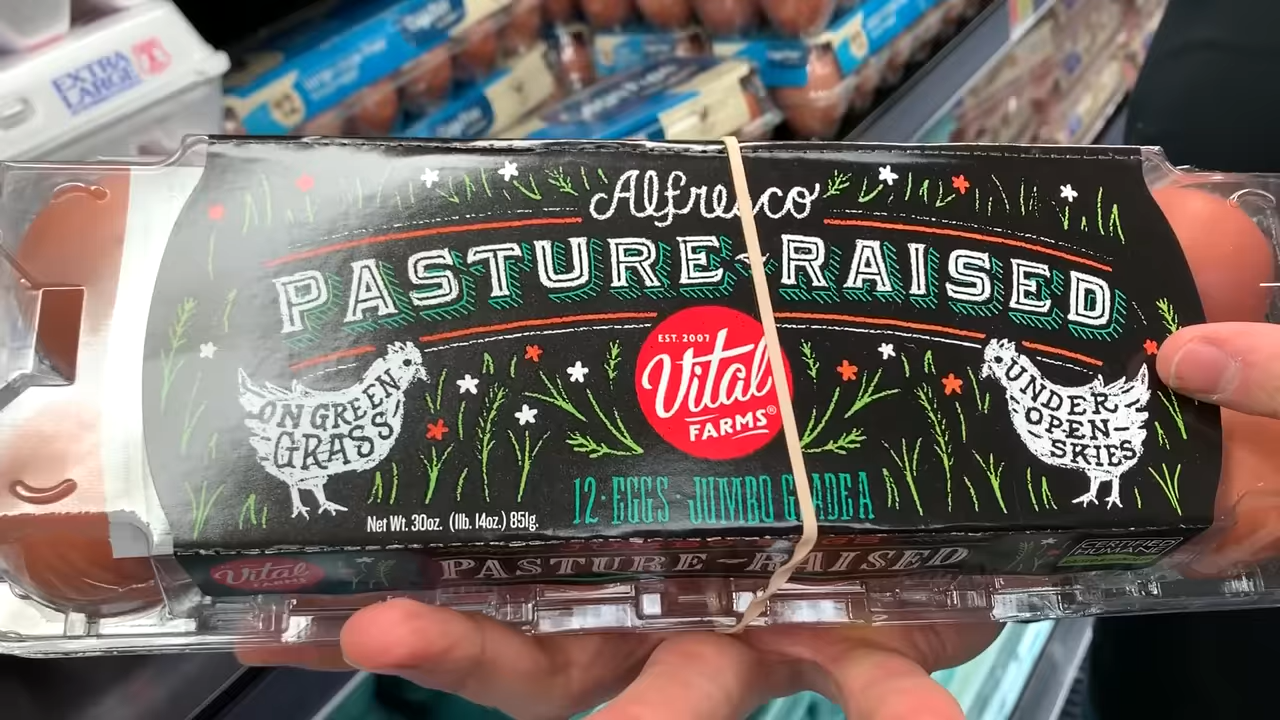 EXTRA
LARGE
Alfresco
PASTURE-RAISED
EST. 2007
Vital
FARMS®
ON GREEN
GRASS
UNDER
OPEN
SKIES
12·EGGS JUMBO GRADE A
Net Wt. 30oz. (1lb. 14oz.) 851g.
Vital
FARMS
PASTURE-RAISED
CERTIFIED
HUMANE